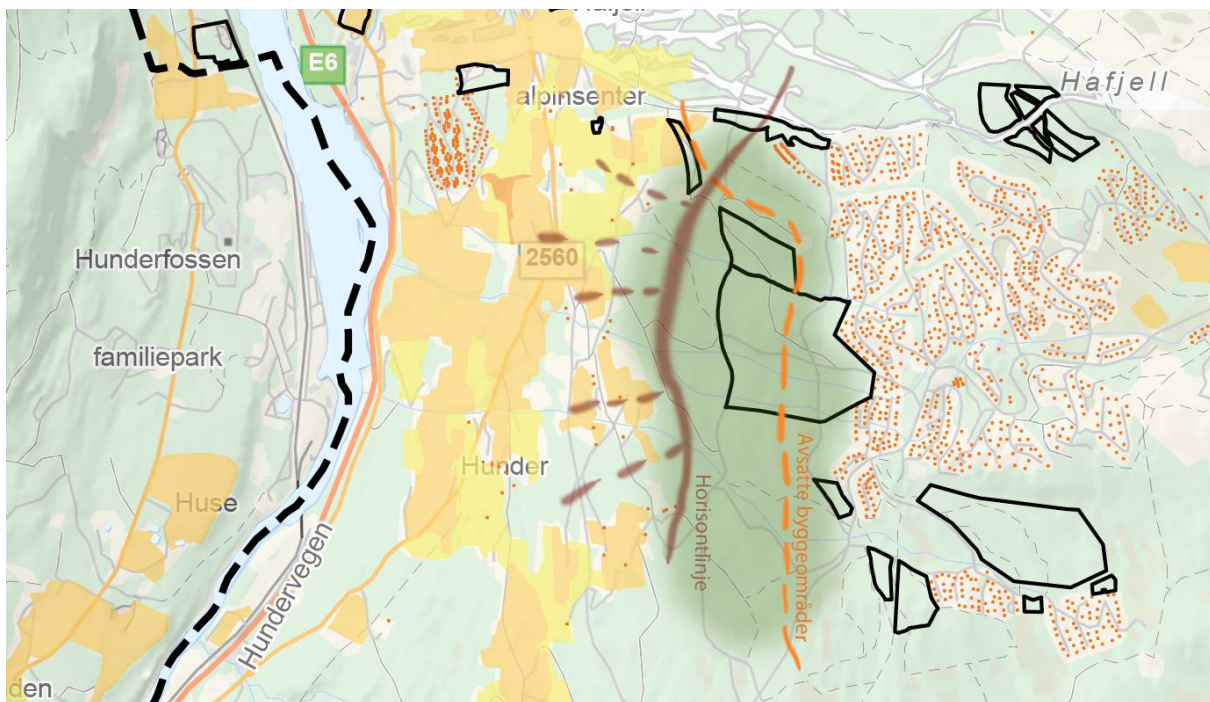 Hafjell
E6
alpinsenter
Hafjell
Hunderfossen
2560
familiepark
Hunder
Huse
Avsatte byggeområder
Horisontlinje
Hundervegen
den